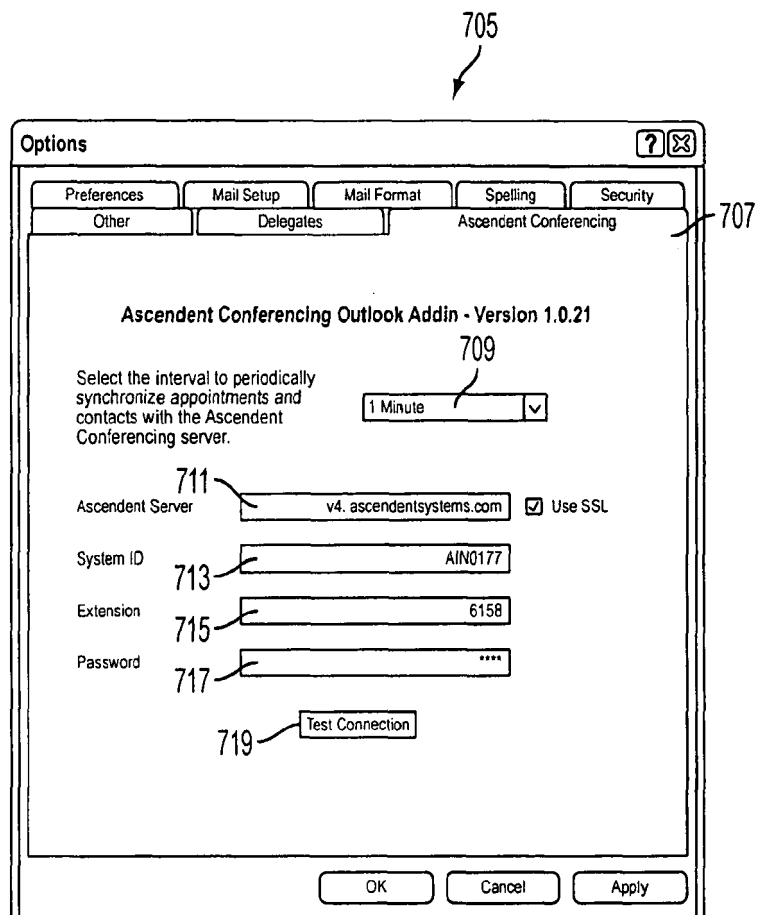 705
Options ?
Preferences Mail Setup Mail Format Spelling Security
Other Delegates Ascendent Conferencing
707
Ascendent Conferencing Outlook Addin - Version 1.0.21
709
Select the interval to periodically
synchronize appointments and
contacts with the Ascendent
Conferencing server.
1 Minute
711
Ascendent Server v4. ascendentsystems.com Use SSL
System ID AIN0177
713
Extension 6158
715
Password ****
717
Test Connection
719
OK Cancel Apply